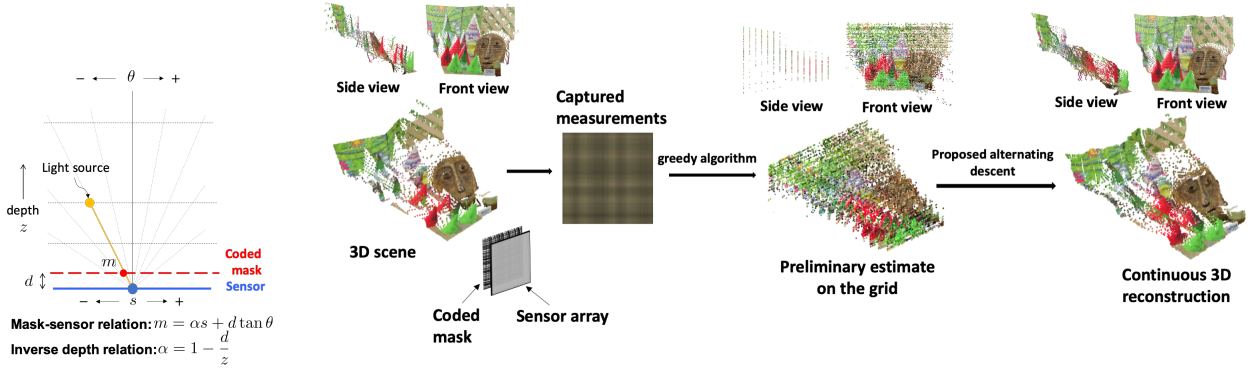 − θ +
Light source
depth
z
m
Coded
mask
d
Sensor
− s +
Mask-sensor relation: m = αs + d tan θ
Inverse depth relation: α = 1 − d/z
Side view
Front view
3D scene
Coded
mask
Sensor array
Captured
measurements
greedy algorithm
Side view
Front view
Preliminary estimate
on the grid
Proposed alternating
descent
Side view
Front view
Continuous 3D
reconstruction